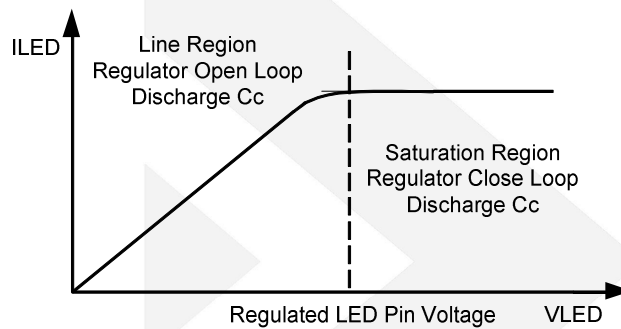 ILED
Line Region
Regulator Open Loop
Discharge Cc
Saturation Region
Regulator Close Loop
Discharge Cc
Regulated LED Pin Voltage
VLED